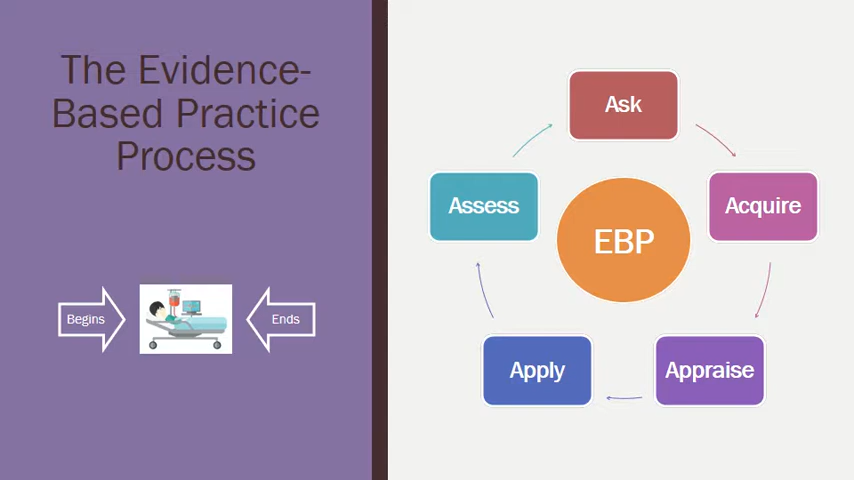 The Evidence-
Based Practice
Process
Begins
Ends
Ask
Acquire
Appraise
Apply
Assess
EBP